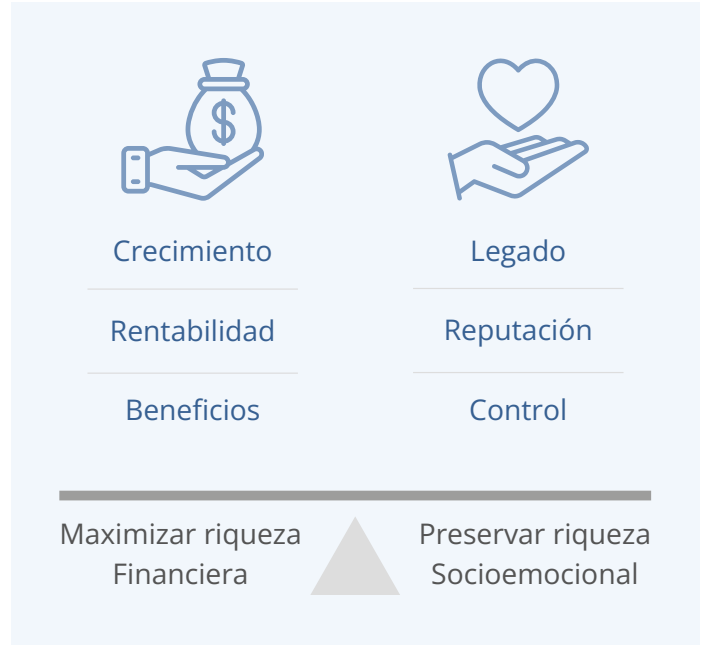 $
Crecimiento
Rentabilidad
Beneficios
Legado
Reputación
Control
Maximizar riqueza
Financiera
Preservar riqueza
Socioemocional